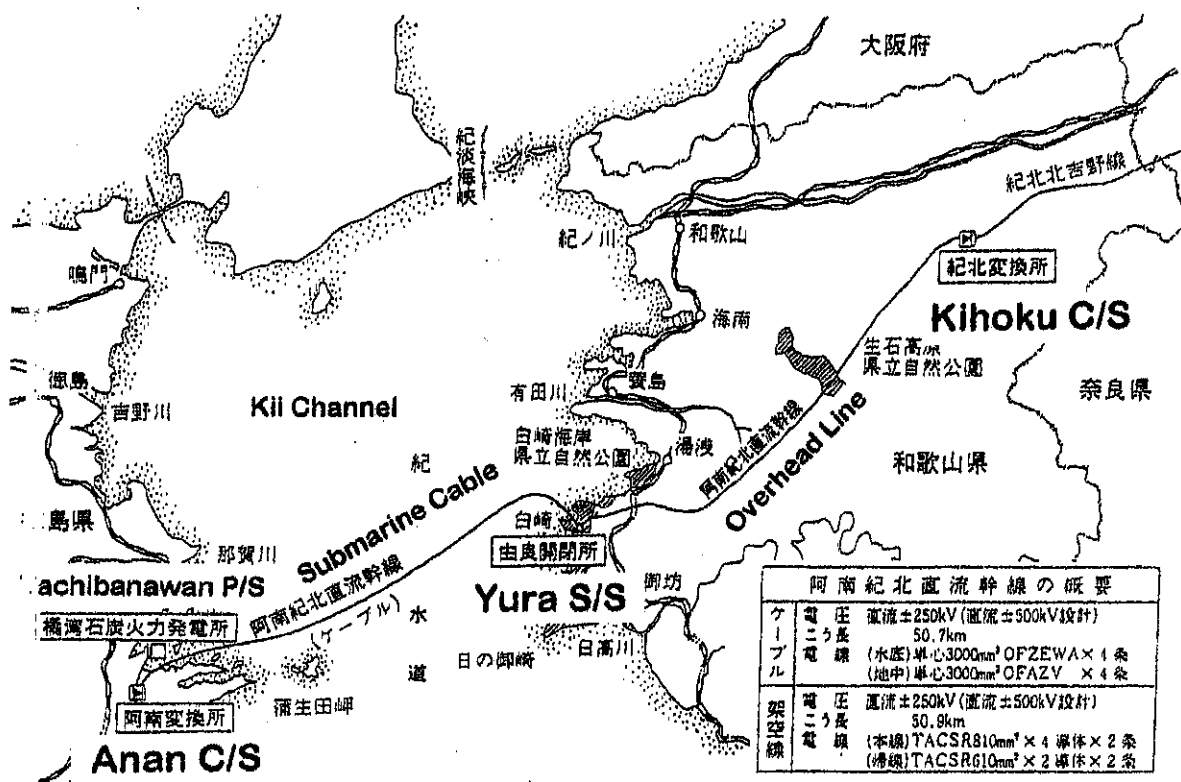 大阪府
紀淡海峡
紀北北吉野線
紀ノ川
和歌山
紀北変換所
鳴門
Kihoku C/S
海南
生石高原
県立自然公園
徳島
有田川
奈良県
吉野川
Kii Channel
白崎海岸
県立自然公園
湯浅
阿南紀北直流幹線
Overhead Line
紀
和歌山県
Submarine Cable
島県
白崎
由良開閉所
那賀川
achibanawan P/S
阿南紀北直流幹線
(ケーブル)
水
Yura S/S
御坊
橘湾石炭火力発電所
道
日の御崎
日高川
阿南変換所
蒲生田岬
Anan C/S
阿南紀北直流幹線の概要
ケーブル
電圧 直流±250kV(直流±500kV設計)
こう長 50.7km
電線 (水底)単心3000mm² OFZEWA×4条
(地中)単心3000mm² OFAZV ×4条
架空線
電圧 直流±250kV(直流±500kV設計)
こう長 50.9km
電線 (本線)TACSR810mm²×4導体×2条
(帰線)TACSR610mm²×2導体×2条